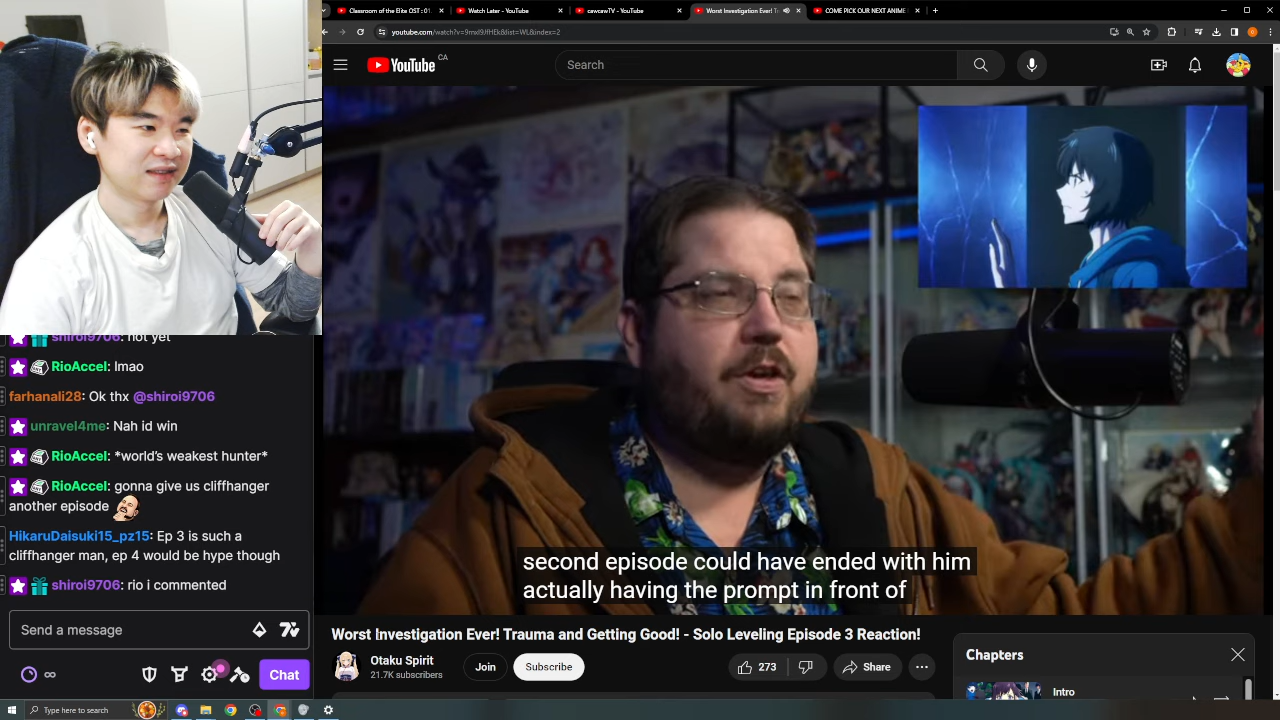 Classroom of the Elite OST : 01.
Watch Later - YouTube
cawcawTV - YouTube
Worst Investigation Ever! T
COME PICK OUR NEXT ANIME
youtube.com/watch?v=9mxl9JfHEk&list=WL&index=2
YouTube CA
Search
shiroi9706: not yet
RioAccel: lmao
farhanali28: Ok thx @shiroi9706
unravel4me: Nah id win
RioAccel: *world's weakest hunter*
RioAccel: gonna give us cliffhanger
another episode
HikaruDaisuki15_pz15: Ep 3 is such a
cliffhanger man, ep 4 would be hype though
shiroi9706: rio i commented
Send a message
Chat
second episode could have ended with him
actually having the prompt in front of
Worst Investigation Ever! Trauma and Getting Good! - Solo Leveling Episode 3 Reaction!
Otaku Spirit
21.7K subscribers
Join
Subscribe
273
Share
Chapters
Intro
Type here to search